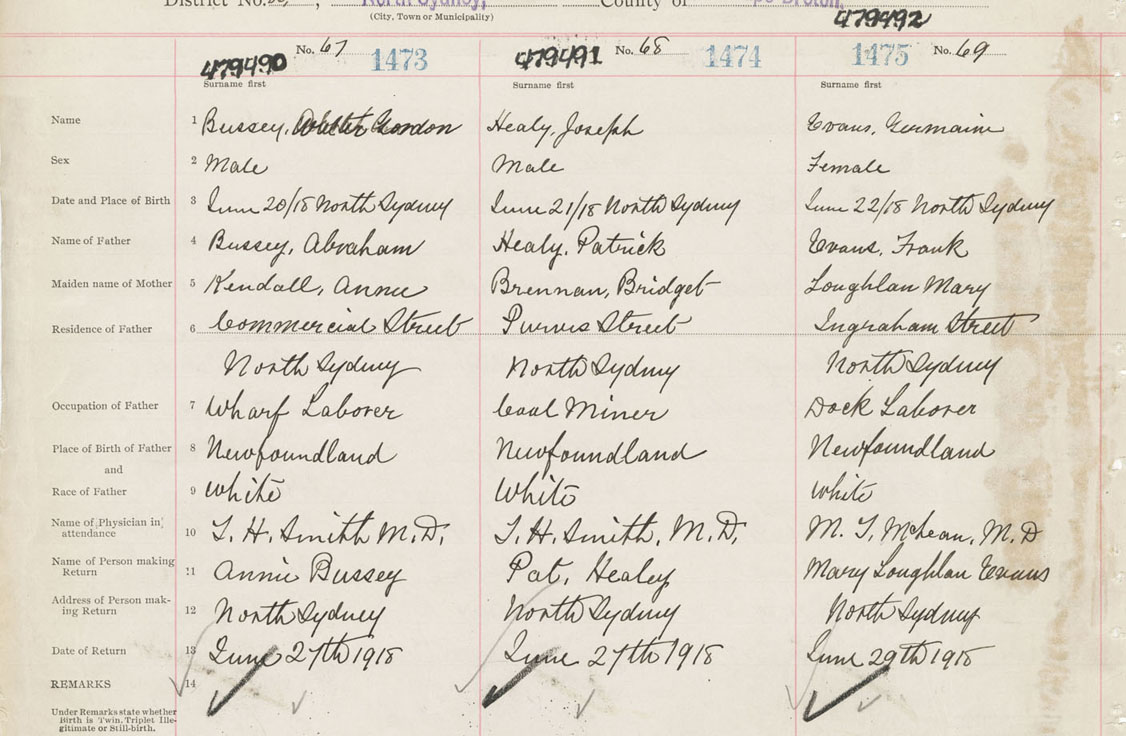 District No. North Sydney, County of pe Breton,
(City, Town or Municipality)
479492
No. 67 1473 No. 68 1474 1475 No. 69
479490 479491
Surname first Surname first Surname first
Name 1 Bussey, Walter Gordon Healy, Joseph Evans, Germaine
Sex 2 Male Male Female
Date and Place of Birth 3 June 20/18 North Sydney June 21/18 North Sydney June 22/18 North Sydney
Name of Father 4 Bussey, Abraham Healy, Patrick Evans, Frank
Maiden name of Mother 5 Kendall, Annie Brennan, Bridget Loughlan Mary
Residence of Father 6 Commercial Street Purves Street Ingraham Street
North Sydney North Sydney North Sydney
Occupation of Father 7 Wharf Laborer Coal Miner Dock Laborer
Place of Birth of Father 8 Newfoundland Newfoundland Newfoundland
and
Race of Father 9 White White White
Name of Physician in attendance 10 T. H. Smith M.D. T. H. Smith, M.D. M. T. McLean, M.D
Name of Person making Return 11 Annie Bussey Pat. Healey Mary Loughlan Evans
Address of Person mak-ing Return 12 North Sydney North Sydney North Sydney
Date of Return 13 June 27th 1918 June 27th 1918 June 29th 1918
REMARKS 14
Under Remarks state whether
Birth is Twin, Triplet Ille-
gitimate or Still-birth.